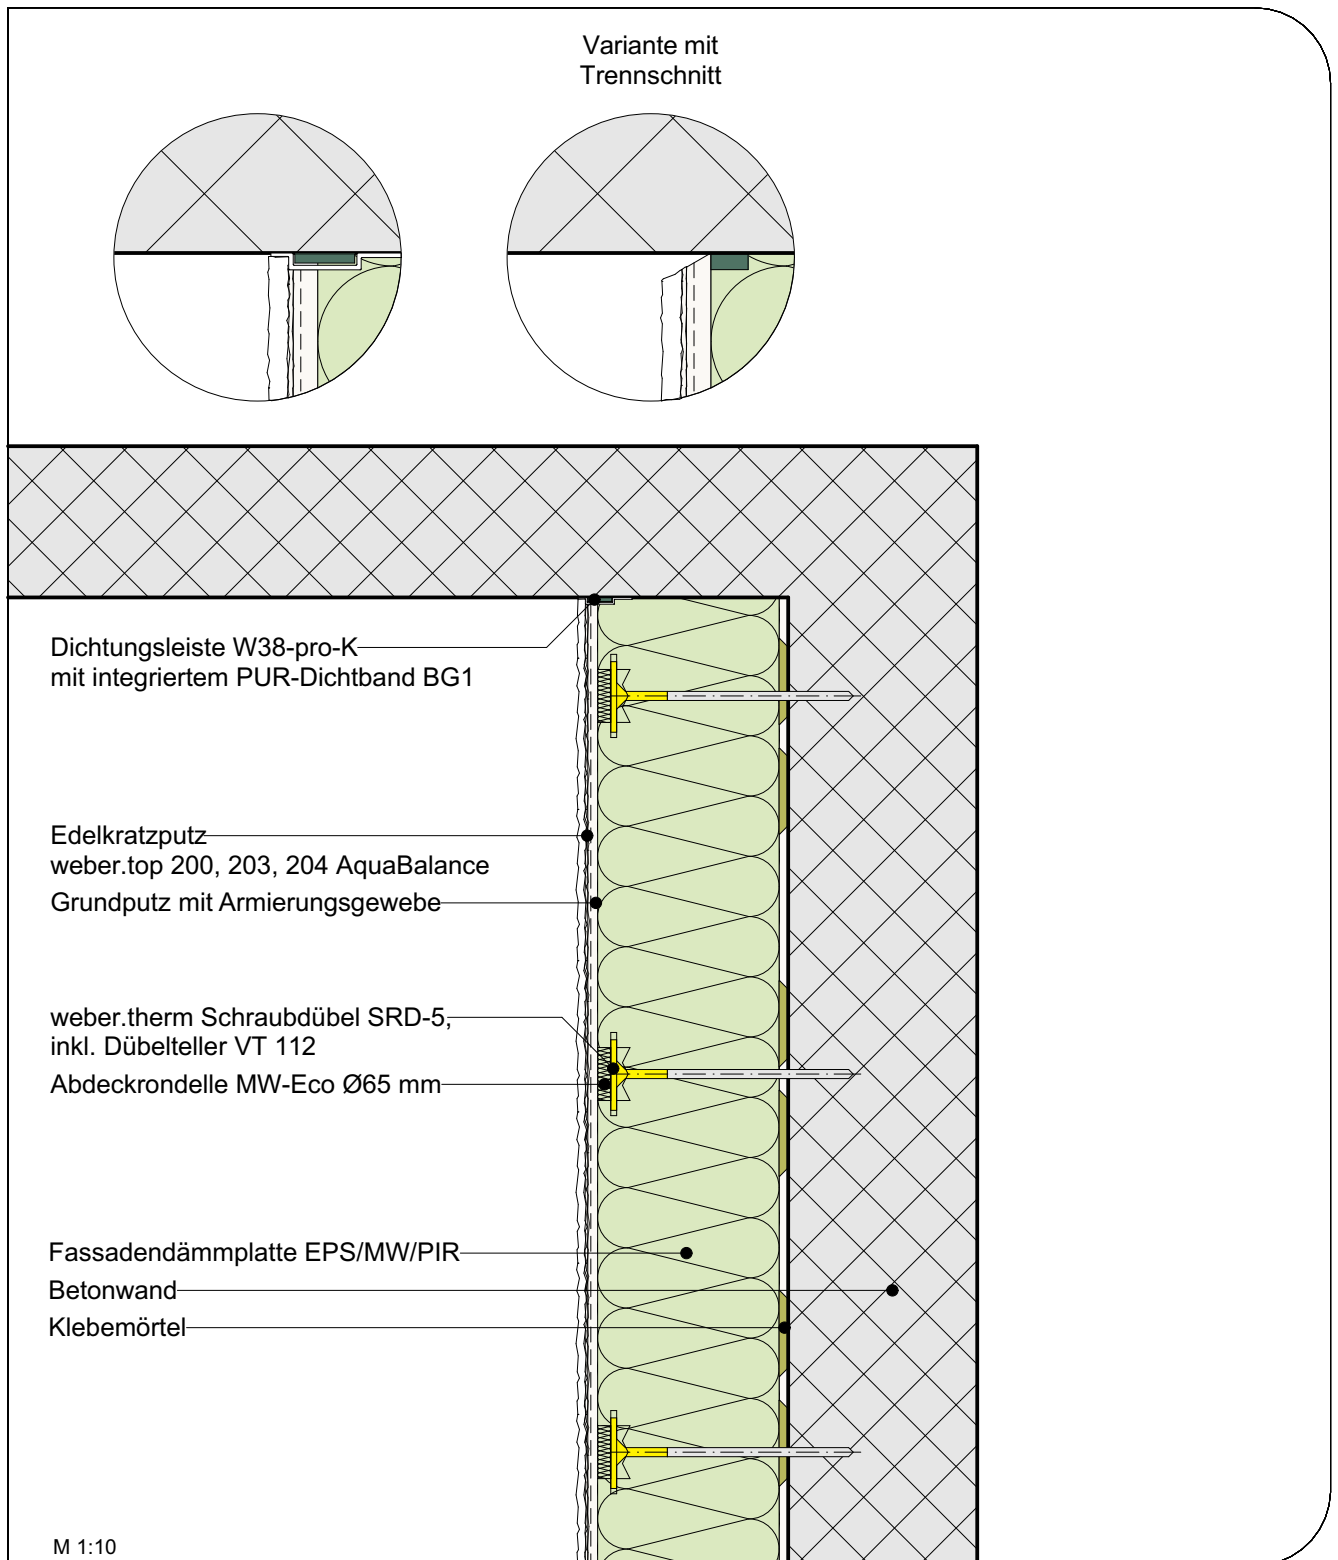 Variante mit
Trennschnitt
Dichtungsleiste W38-pro-K
mit integriertem PUR-Dichtband BG1
Edelkratzputz
weber.top 200, 203, 204 AquaBalance
Grundputz mit Armierungsgewebe
weber.therm Schraubdübel SRD-5,
inkl. Dübelteller VT 112
Abdeckrondelle MW-Eco Ø65 mm
Fassadendämmplatte EPS/MW/PIR
Betonwand
Klebemörtel
M 1:10